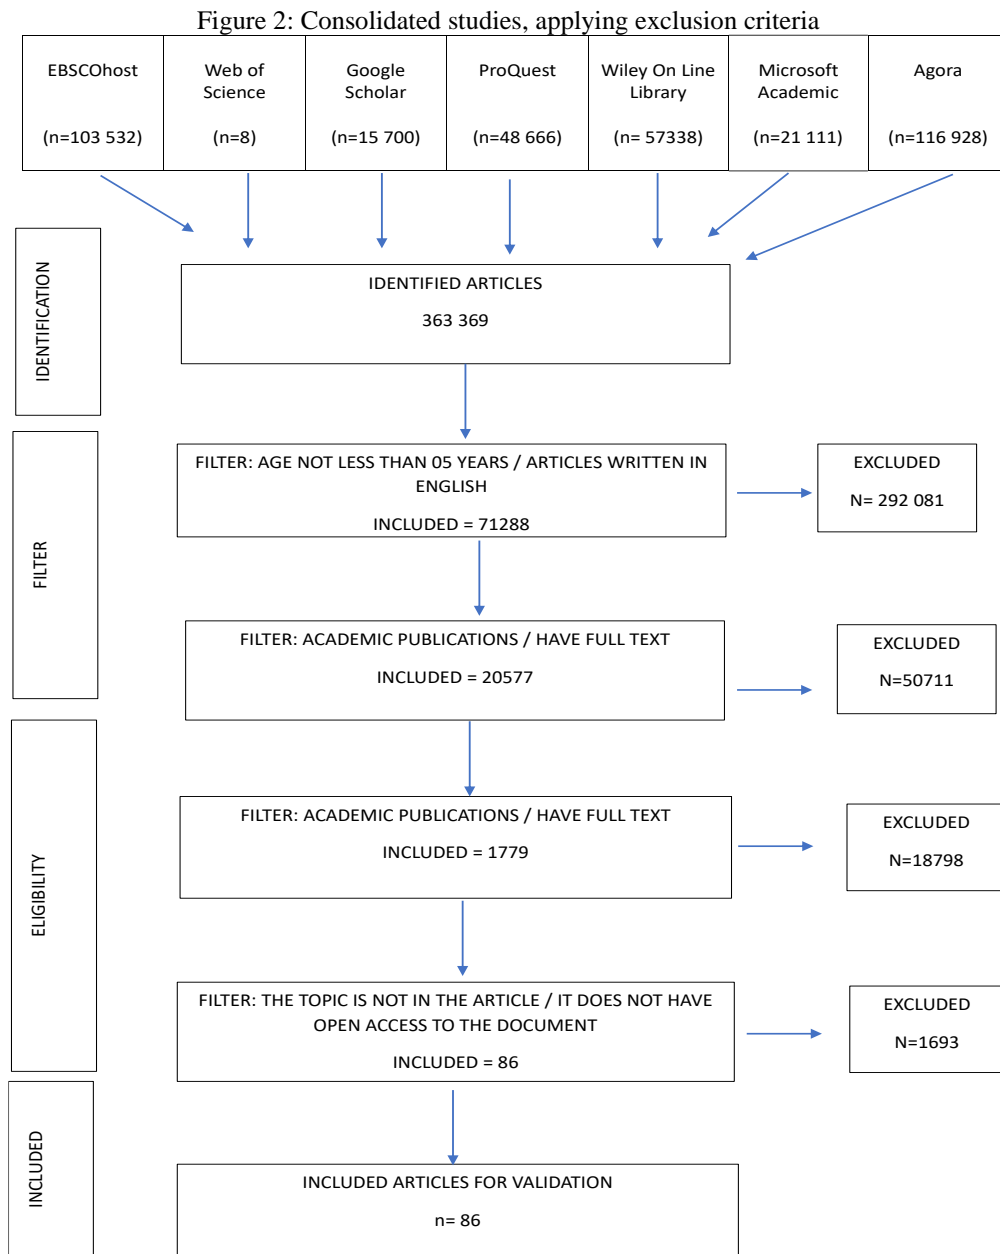 Figure 2: Consolidated studies, applying exclusion criteria
EBSCOhost
(n=103 532)
Web of
Science
(n=8)
Google
Scholar
(n=15 700)
ProQuest
(n=48 666)
Wiley On Line
Library
(n= 57338)
Microsoft
Academic
(n=21 111)
Agora
(n=116 928)
IDENTIFICATION
IDENTIFIED ARTICLES
363 369
FILTER
FILTER: AGE NOT LESS THAN 05 YEARS / ARTICLES WRITTEN IN
ENGLISH
INCLUDED = 71288
EXCLUDED
N= 292 081
FILTER: ACADEMIC PUBLICATIONS / HAVE FULL TEXT
INCLUDED = 20577
EXCLUDED
N=50711
ELIGIBILITY
FILTER: ACADEMIC PUBLICATIONS / HAVE FULL TEXT
INCLUDED = 1779
EXCLUDED
N=18798
FILTER: THE TOPIC IS NOT IN THE ARTICLE / IT DOES NOT HAVE
OPEN ACCESS TO THE DOCUMENT
INCLUDED = 86
EXCLUDED
N=1693
INCLUDED
INCLUDED ARTICLES FOR VALIDATION
n= 86